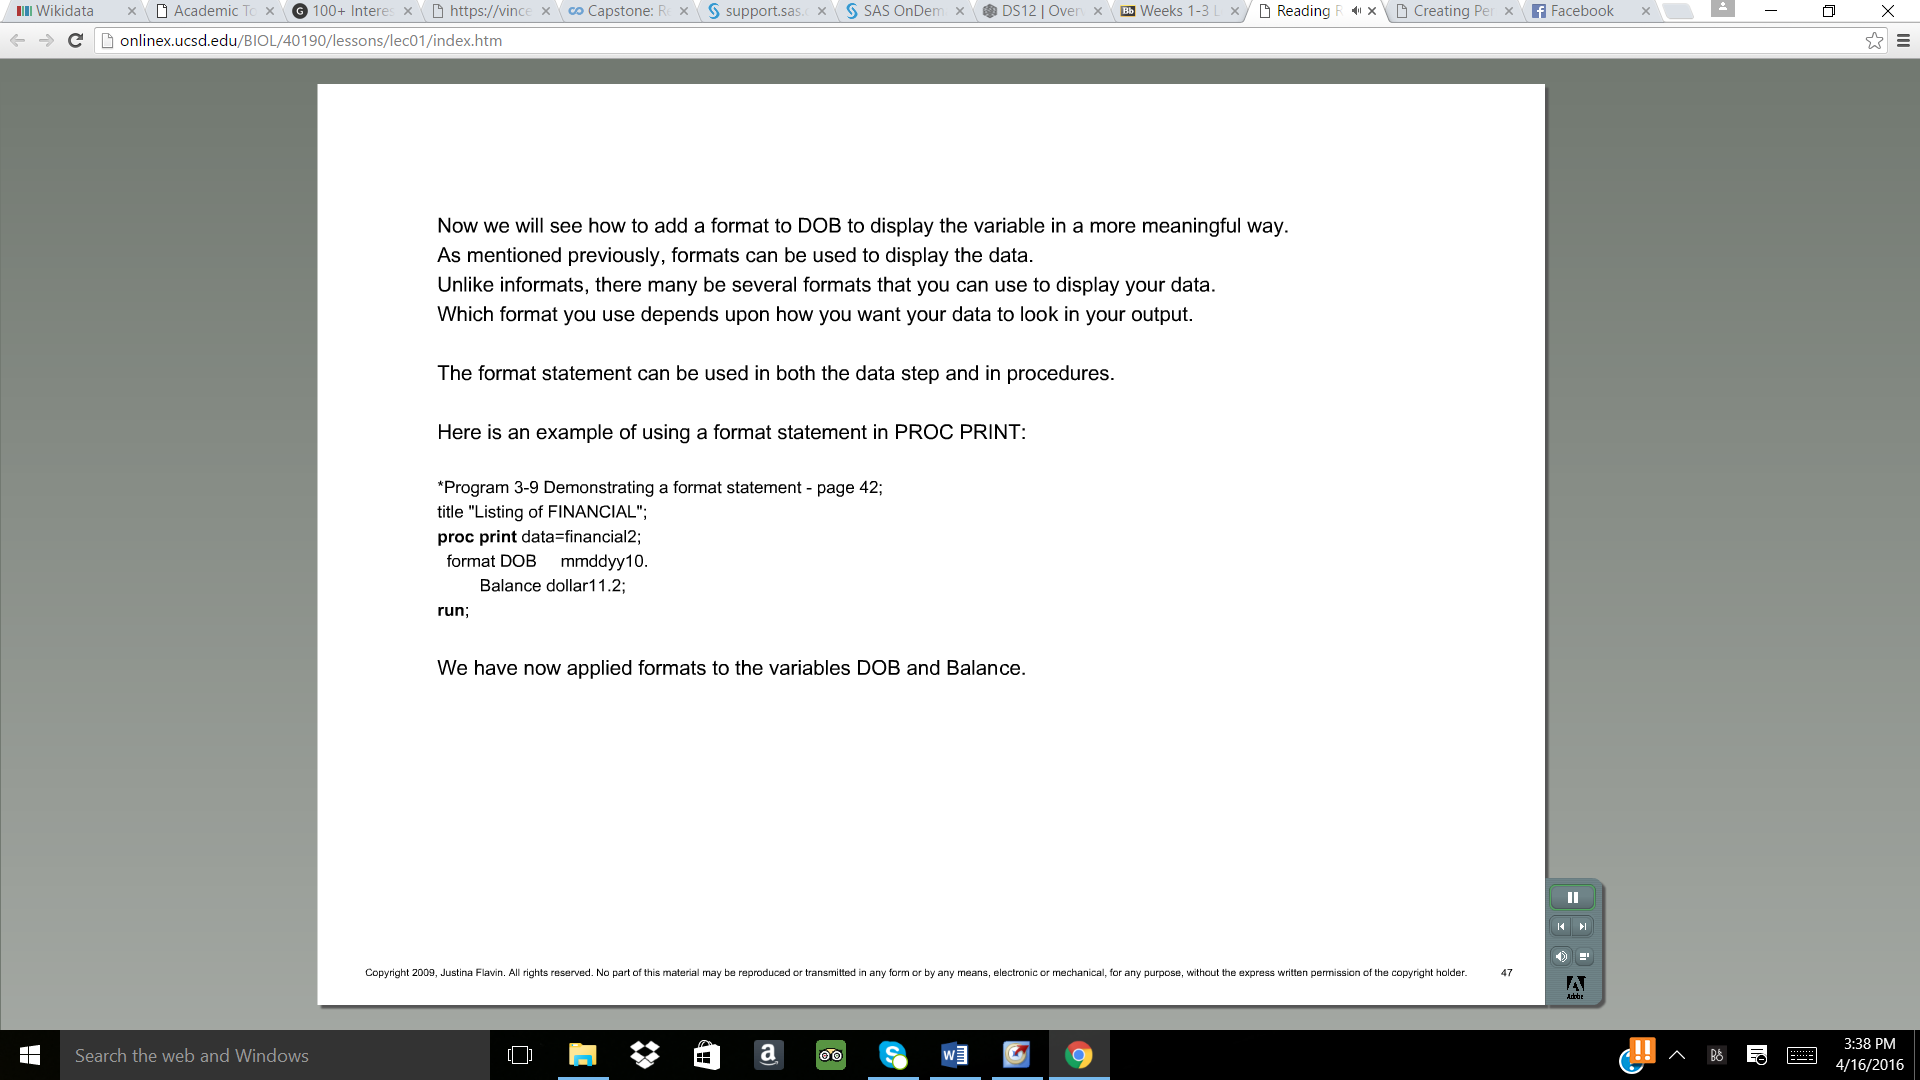 Wikidata
Academic To
100+ Interes
https://vince
Capstone: Re
support.sas.
SAS OnDem
DS12 | Over
Weeks 1-3 L
Reading R
Creating Per
Facebook
onlinex.ucsd.edu/BIOL/40190/lessons/lec01/index.htm
Now we will see how to add a format to DOB to display the variable in a more meaningful way.
As mentioned previously, formats can be used to display the data.
Unlike informats, there many be several formats that you can use to display your data.
Which format you use depends upon how you want your data to look in your output.
The format statement can be used in both the data step and in procedures.
Here is an example of using a format statement in PROC PRINT:
*Program 3-9 Demonstrating a format statement - page 42;
title "Listing of FINANCIAL";
proc print data=financial2;
format DOB mmddyy10.
Balance dollar11.2;
run;
We have now applied formats to the variables DOB and Balance.
Copyright 2009, Justina Flavin. All rights reserved. No part of this material may be reproduced or transmitted in any form or by any means, electronic or mechanical, for any purpose, without the express written permission of the copyright holder. 47
Adobe
Search the web and Windows
3:38 PM
4/16/2016